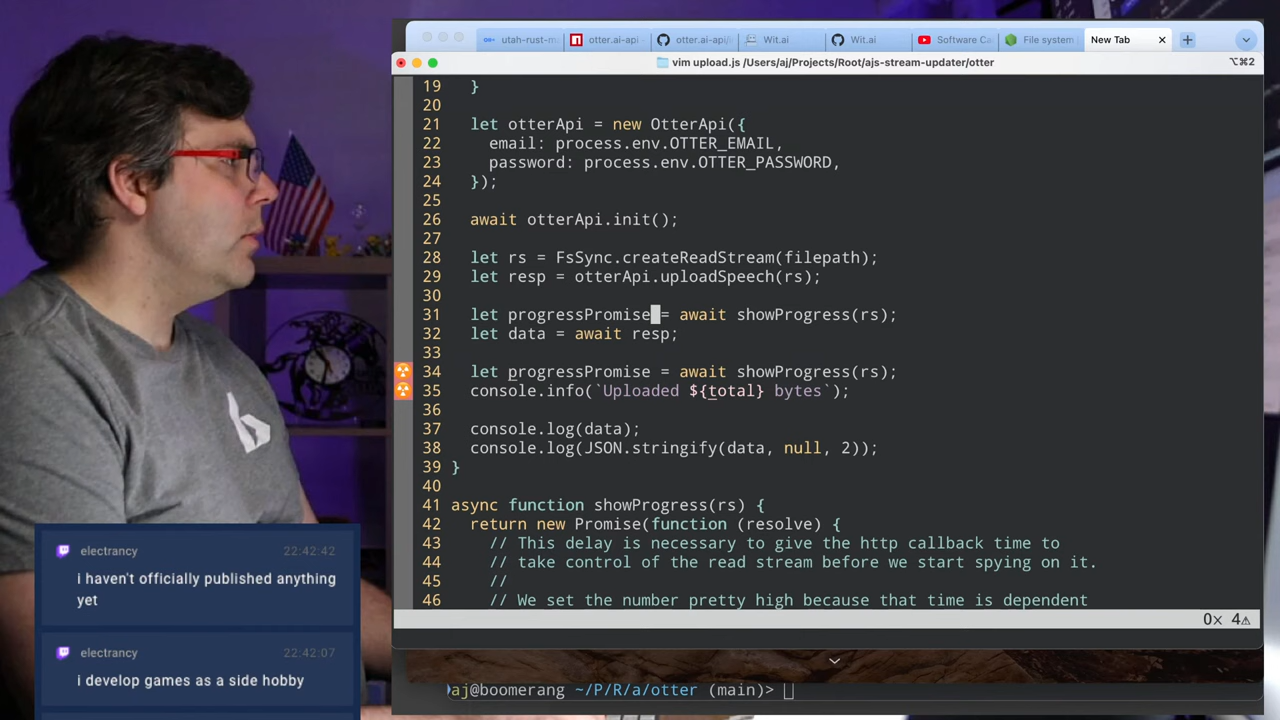 utah-rust-m
otter.ai-api
otter.ai-api/
Wit.ai
Wit.ai
Software Ca
File system
New Tab
vim upload.js /Users/aj/Projects/Root/ajs-stream-updater/otter
⌥⌘2
19 }
20
21 let otterApi = new OtterApi({
22 email: process.env.OTTER_EMAIL,
23 password: process.env.OTTER_PASSWORD,
24 });
25
26 await otterApi.init();
27
28 let rs = FsSync.createReadStream(filepath);
29 let resp = otterApi.uploadSpeech(rs);
30
31 let progressPromise = await showProgress(rs);
32 let data = await resp;
33
34 let progressPromise = await showProgress(rs);
35 console.info(`Uploaded ${total} bytes`);
36
37 console.log(data);
38 console.log(JSON.stringify(data, null, 2));
39 }
40
41 async function showProgress(rs) {
42 return new Promise(function (resolve) {
43 // This delay is necessary to give the http callback time to
44 // take control of the read stream before we start spying on it.
45 //
46 // We set the number pretty high because that time is dependent
0× 4⚠
aj@boomerang ~/P/R/a/otter (main)>
electrancy 22:42:42
i haven't officially published anything
yet
electrancy 22:42:07
i develop games as a side hobby